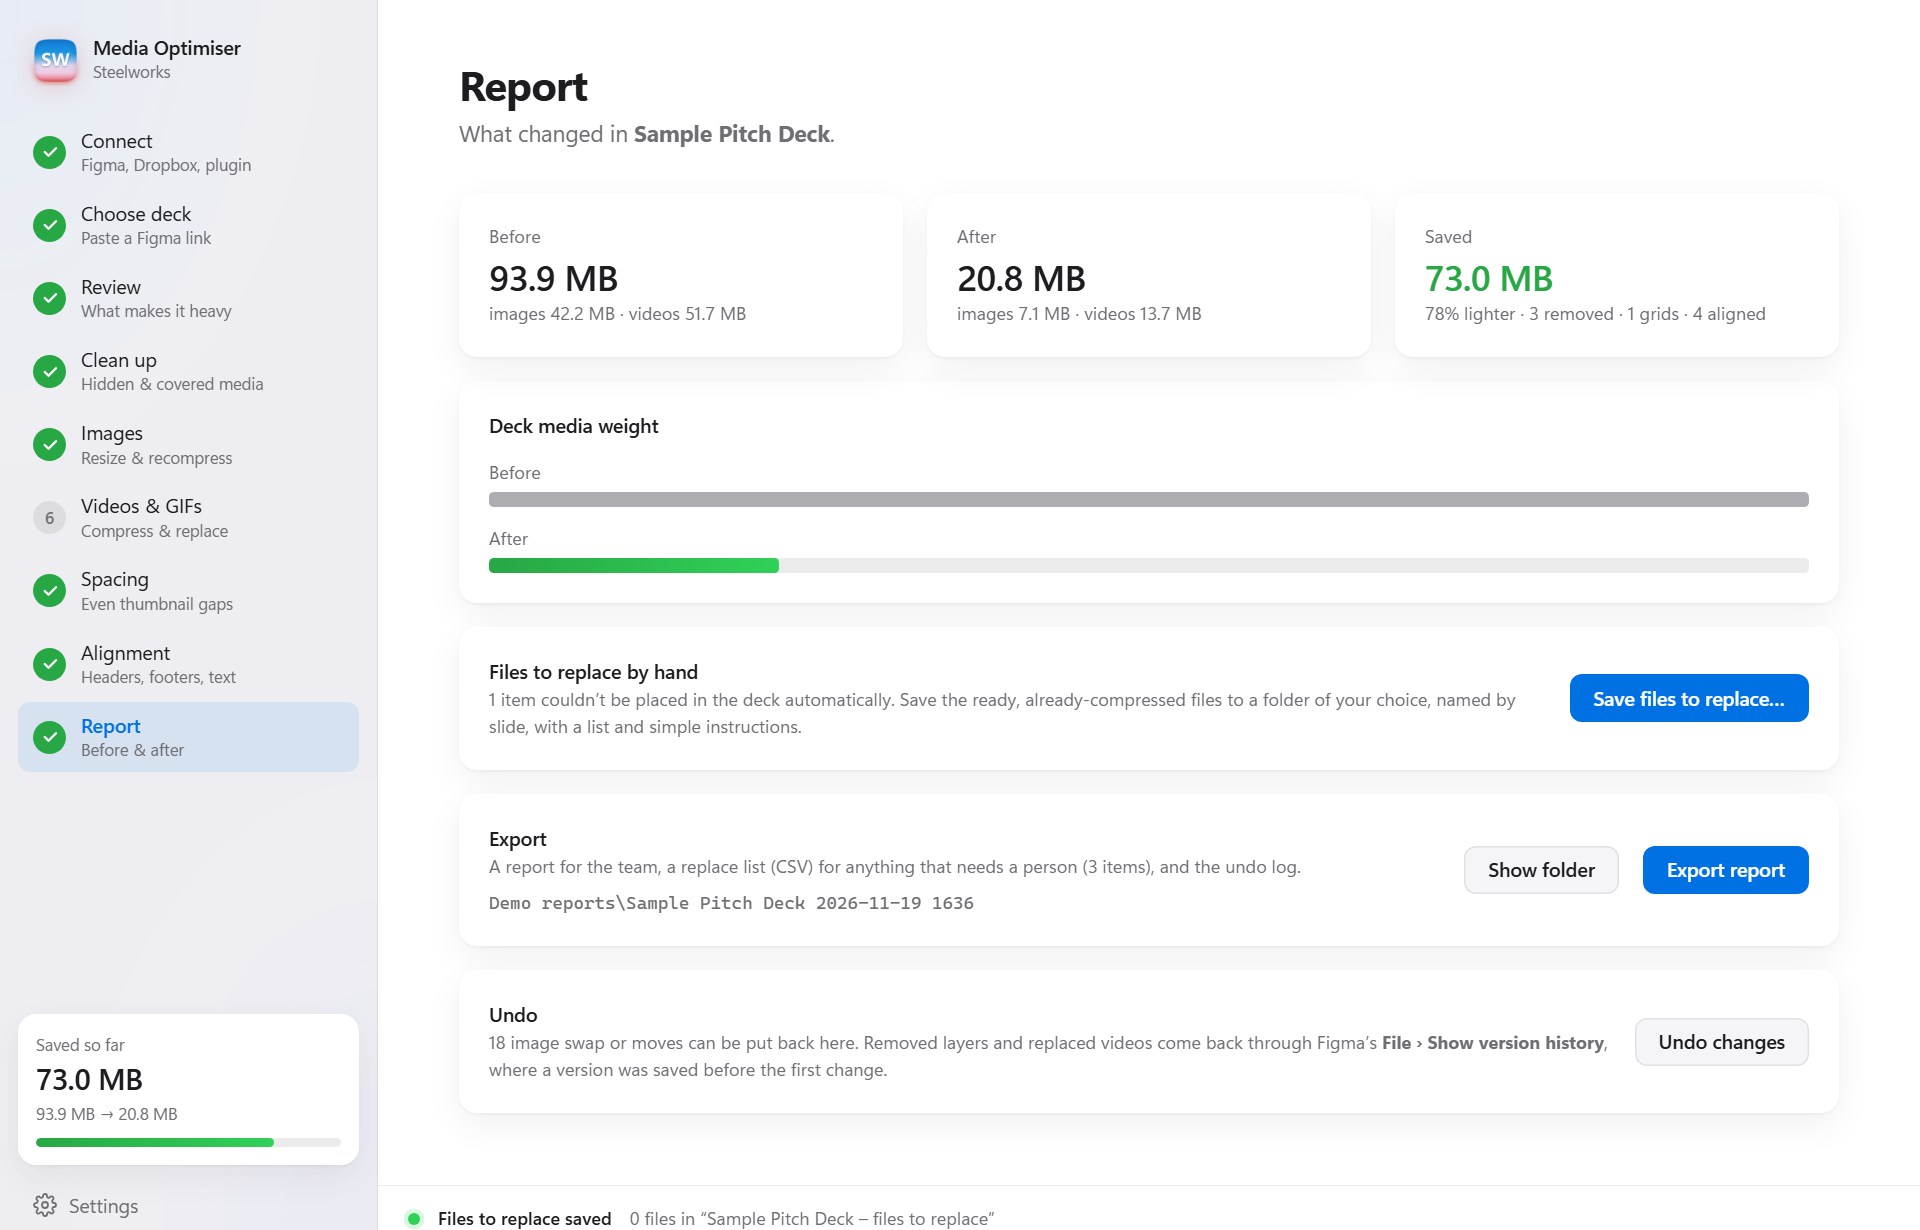 SW
Media Optimiser
Steelworks
Connect
Figma, Dropbox, plugin
Choose deck
Paste a Figma link
Review
What makes it heavy
Clean up
Hidden & covered media
Images
Resize & recompress
6
Videos & GIFs
Compress & replace
Spacing
Even thumbnail gaps
Alignment
Headers, footers, text
Report
Before & after
Saved so far
73.0 MB
93.9 MB → 20.8 MB
Settings
Report
What changed in Sample Pitch Deck.
Before
93.9 MB
images 42.2 MB · videos 51.7 MB
After
20.8 MB
images 7.1 MB · videos 13.7 MB
Saved
73.0 MB
78% lighter · 3 removed · 1 grids · 4 aligned
Deck media weight
Before
After
Files to replace by hand
1 item couldn’t be placed in the deck automatically. Save the ready, already-compressed files to a folder of your choice, named by
slide, with a list and simple instructions.
Save files to replace...
Export
A report for the team, a replace list (CSV) for anything that needs a person (3 items), and the undo log.
Demo reports\Sample Pitch Deck 2026-11-19 1636
Show folder
Export report
Undo
18 image swap or moves can be put back here. Removed layers and replaced videos come back through Figma’s File › Show version history,
where a version was saved before the first change.
Undo changes
Files to replace saved
0 files in “Sample Pitch Deck – files to replace”